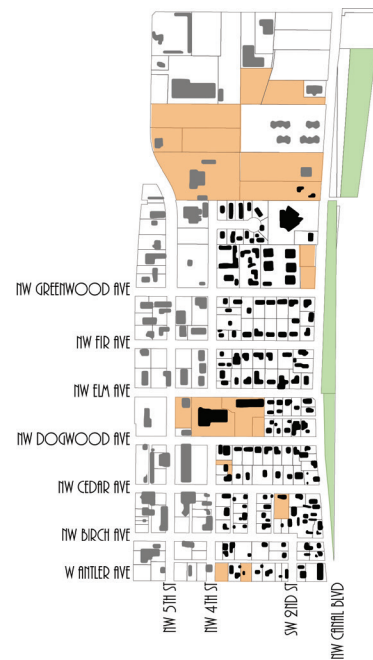 NW GREENWOOD AVE
NW FIR AVE
NW ELM AVE
NW DOGWOOD AVE
NW CEDAR AVE
NW BIRCH AVE
W ANTLER AVE
NW 5TH ST
NW 4TH ST
SW 2ND ST
NW CANAL BLVD